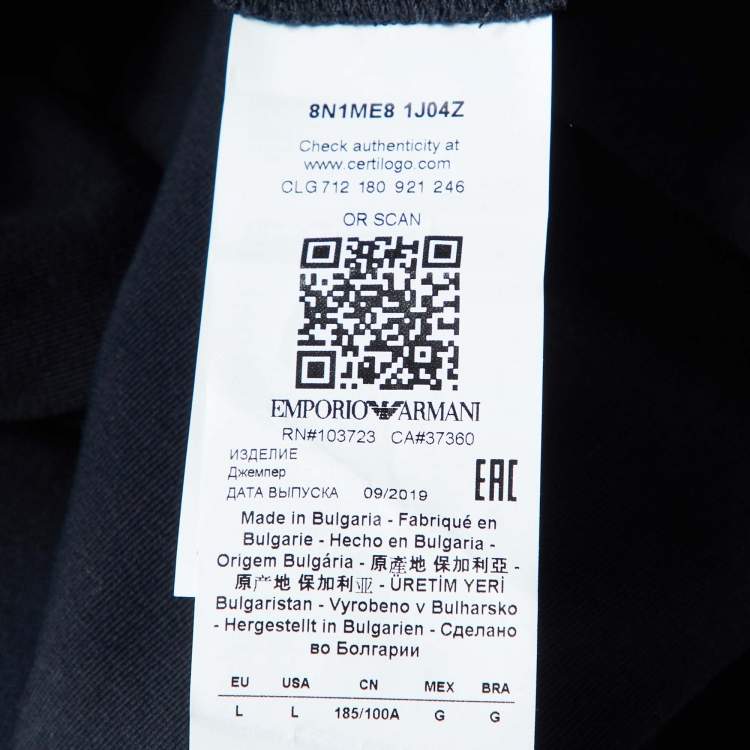 8N1ME8 1J04Z
Check authenticity at
www.certilogo.com
CLG 712 180 921 246
OR SCAN
EMPORIO ARMANI
RN#103723 CA#37360
ИЗДЕЛИЕ
Джемпер
ДАТА ВЫПУСКА 09/2019
EAC
Made in Bulgaria - Fabriqué en
Bulgarie - Hecho en Bulgaria -
Origem Bulgária - 原產地 保加利亞 -
原产地 保加利亚 - ÜRETİM YERİ
Bulgaristan - Vyrobeno v Bulharsko
- Hergestellt in Bulgarien - Сделано
во Болгарии
EU USA CN MEX BRA
L L 185/100A G G